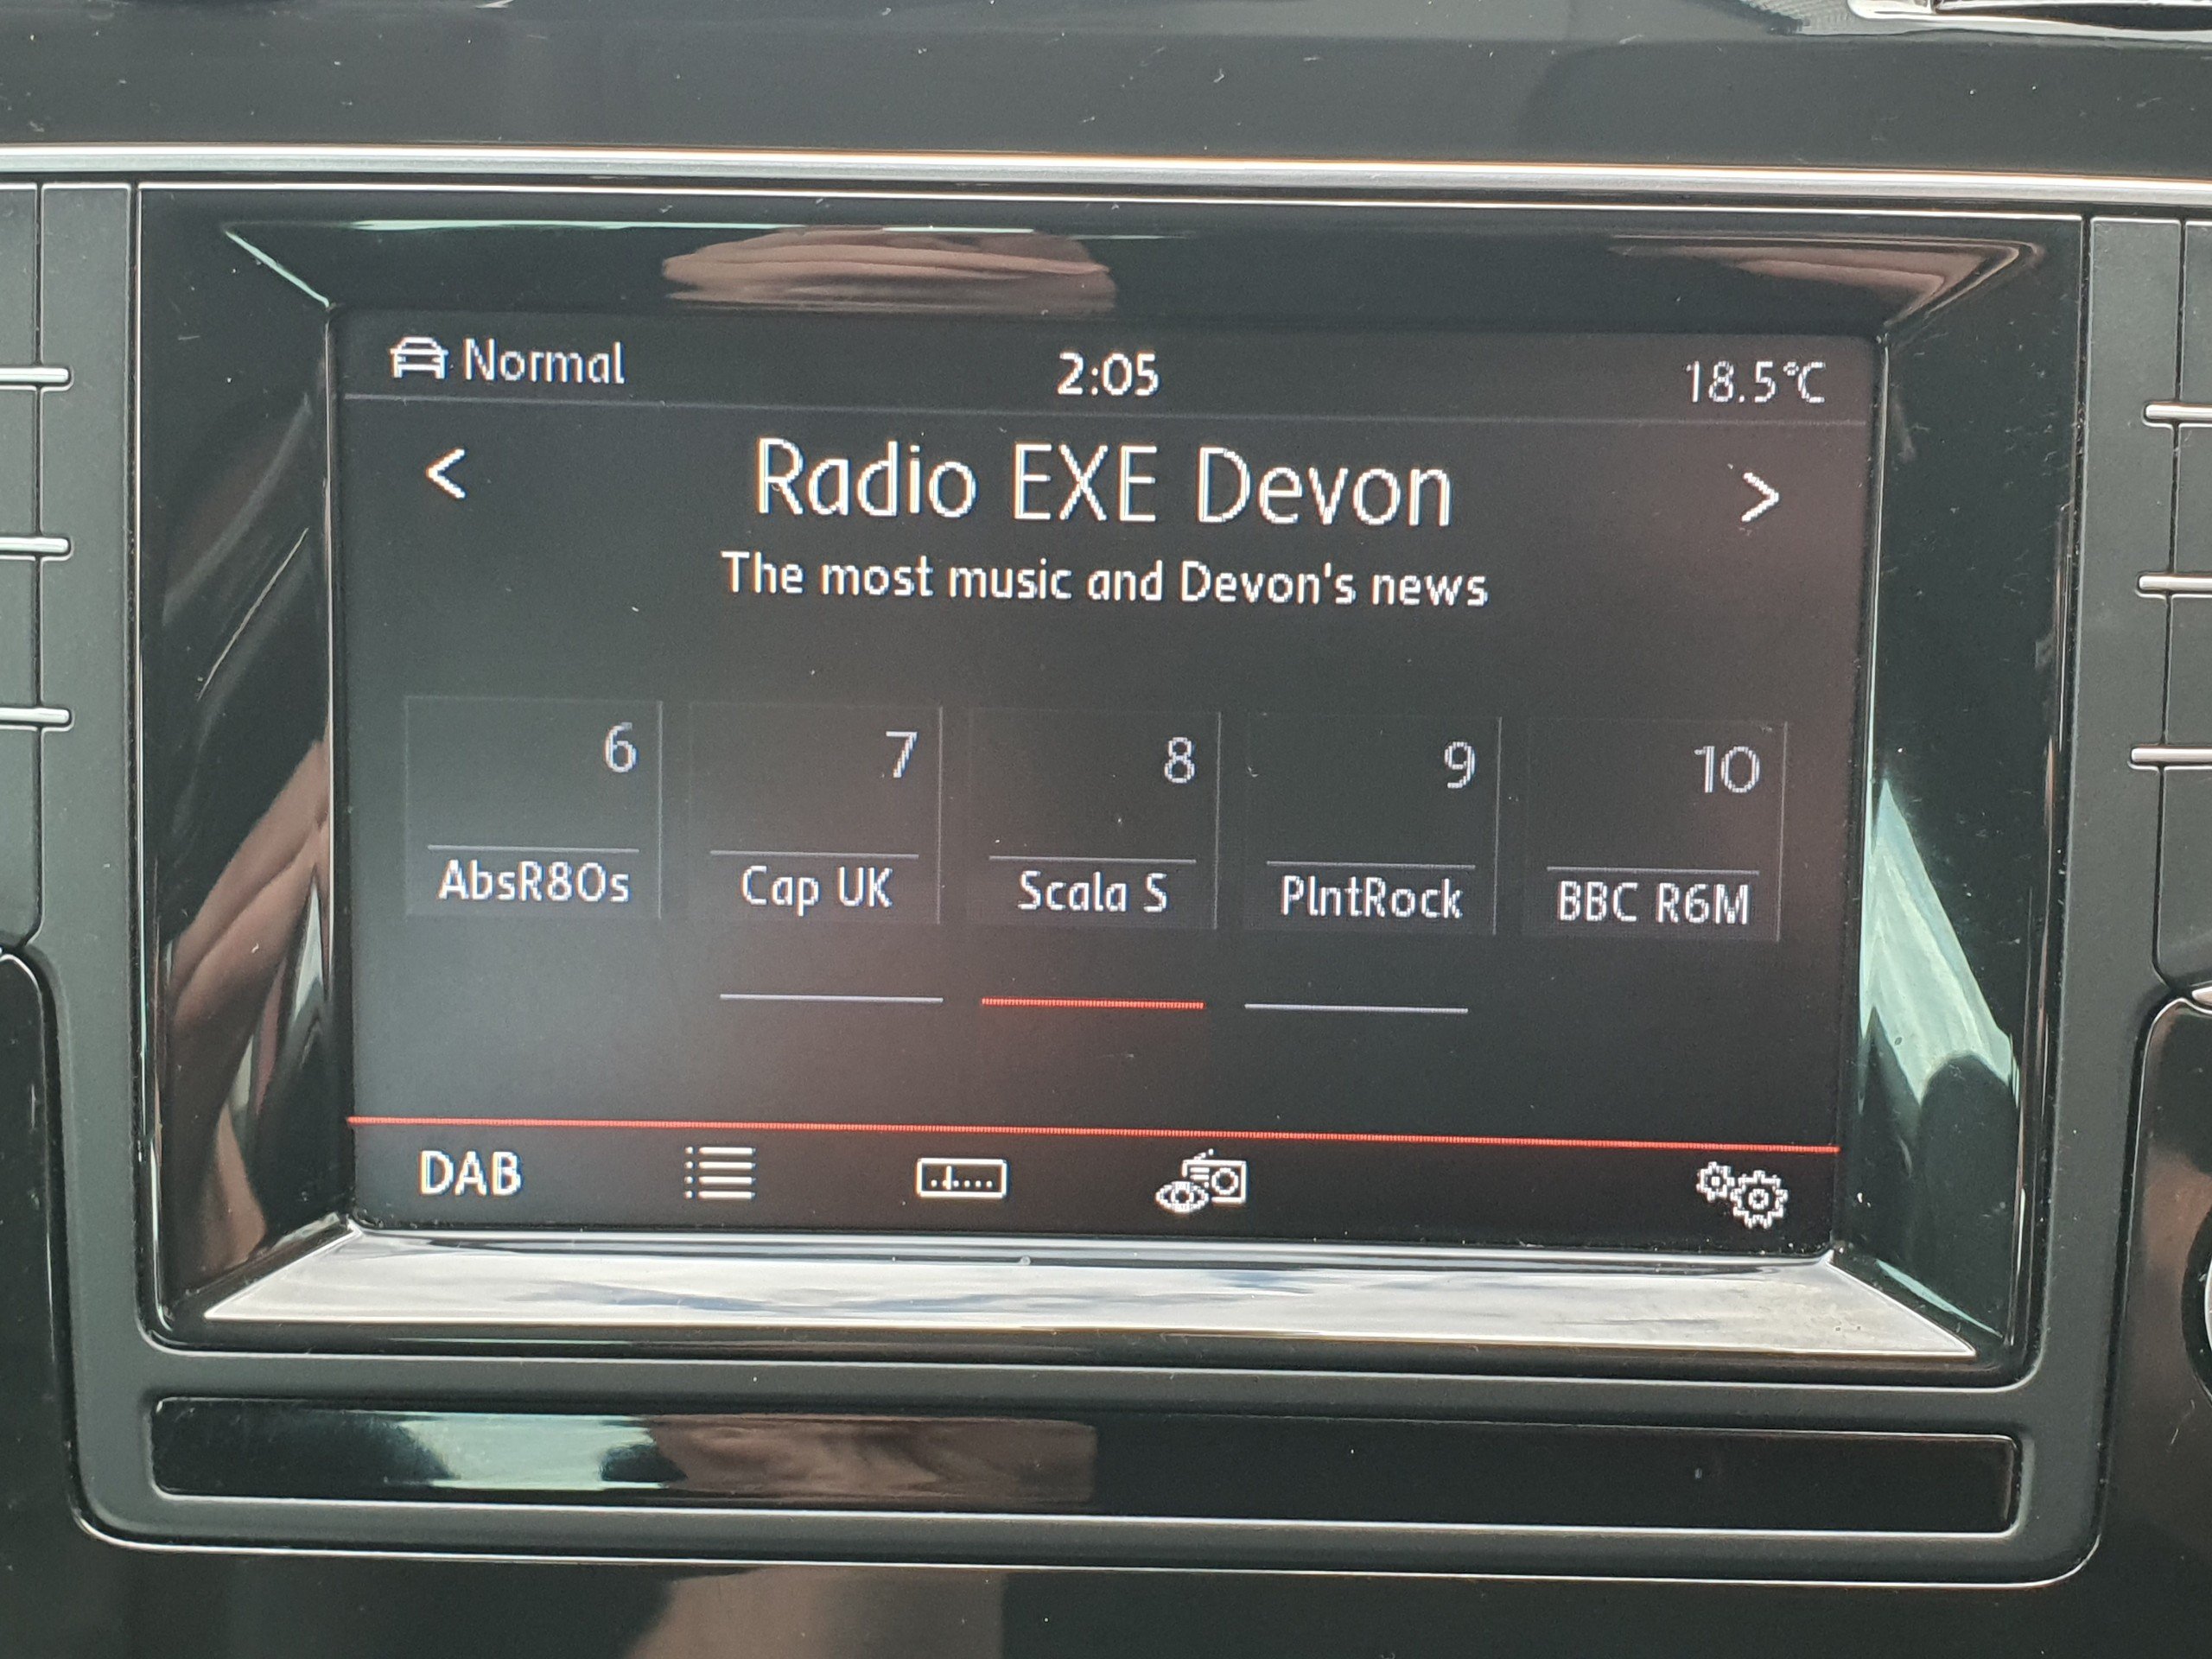 Normal 2:05 18.5°C
< Radio EXE Devon >
The most music and Devon's news
6 7 8 9 10
AbsR80s Cap UK Scala S PlntRock BBC R6M
DAB